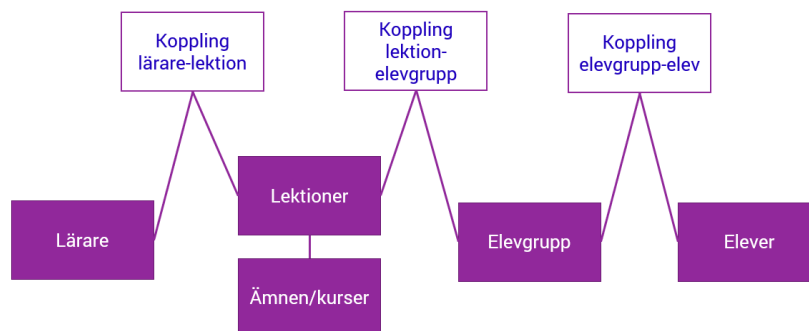 Koppling
lärare-lektion
Koppling
lektion-
elevgrupp
Koppling
elevgrupp-elev
Lektioner
Lärare
Elevgrupp
Elever
Ämnen/kurser